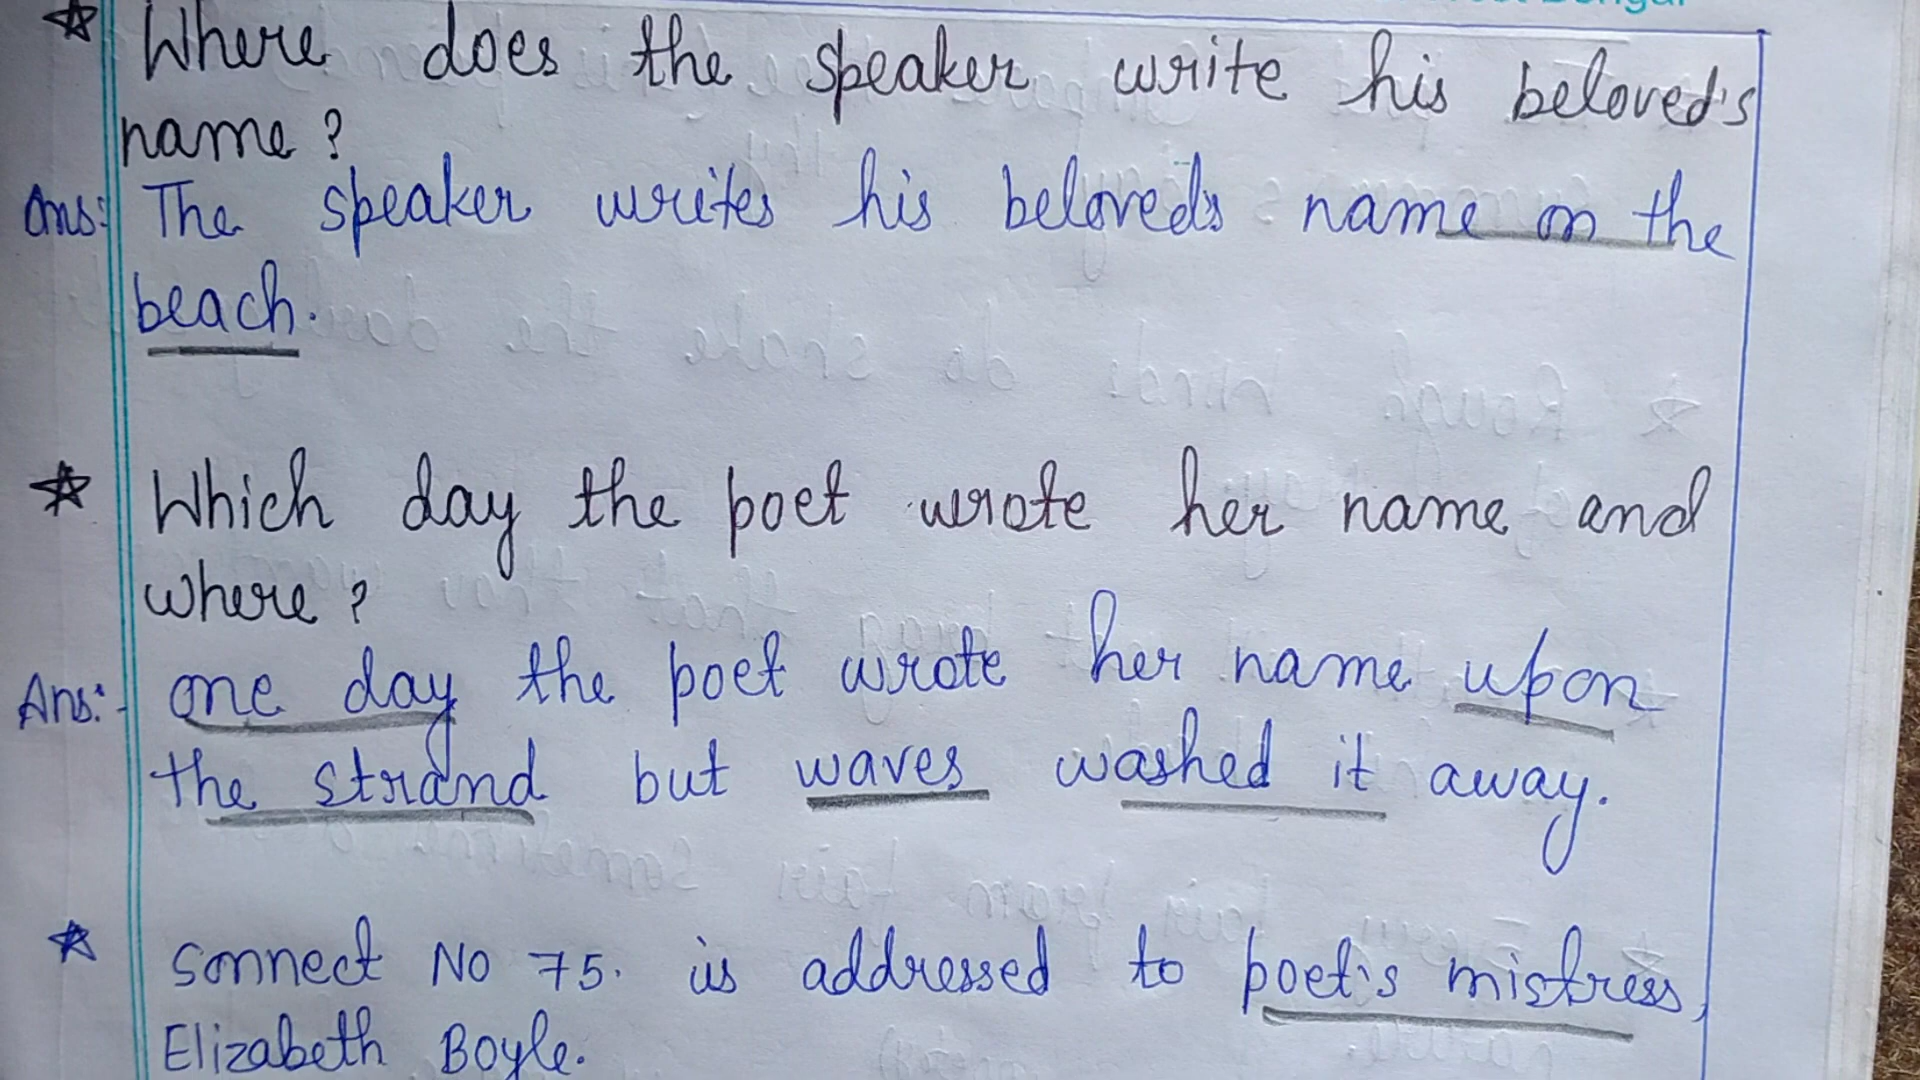 ☆ Where does the speaker write his beloved's
name?
Ans: The speaker writes his beloved's name on the
beach.
☆ Which day the poet wrote her name and
where?
Ans:- one day the poet wrote her name upon
the strand but waves washed it away.
☆ Sonnect No 75. is addressed to poet's mistress,
Elizabeth Boyle.